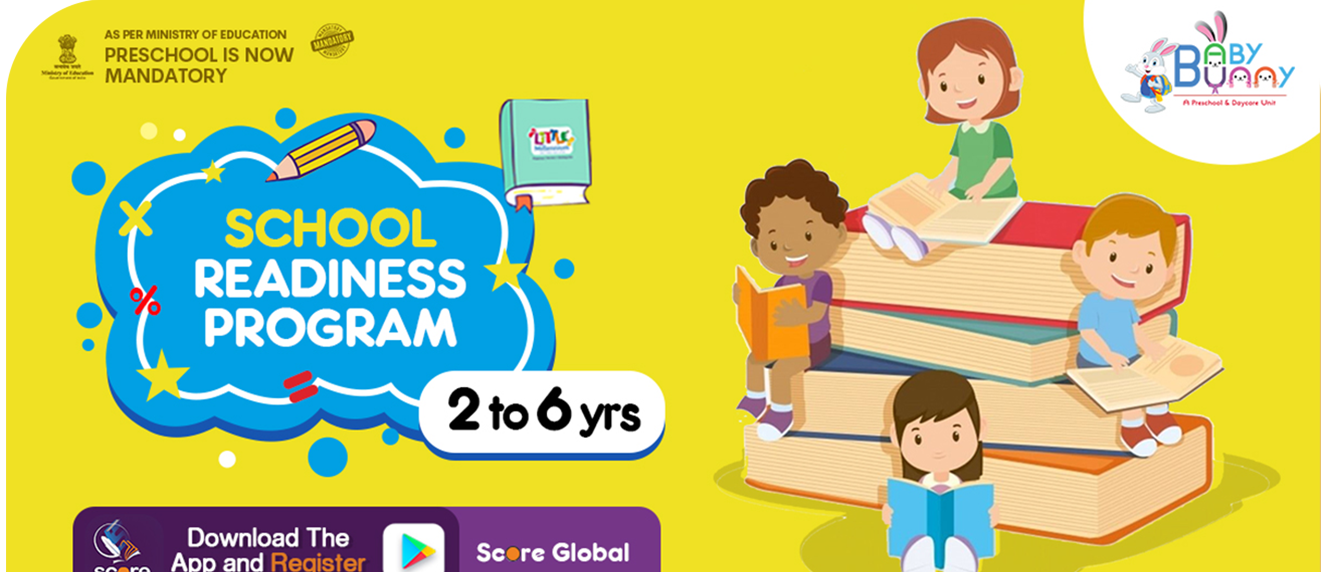 AS PER MINISTRY OF EDUCATION
PRESCHOOL IS NOW
MANDATORY
MANDATORY
Ministry of Education
BABY
BUNNY
A Preschool & Daycare Unit
LITTLE
Millennium
SCHOOL
READINESS
PROGRAM
%
2 to 6 yrs
Download The
App and Register
score
Score Global